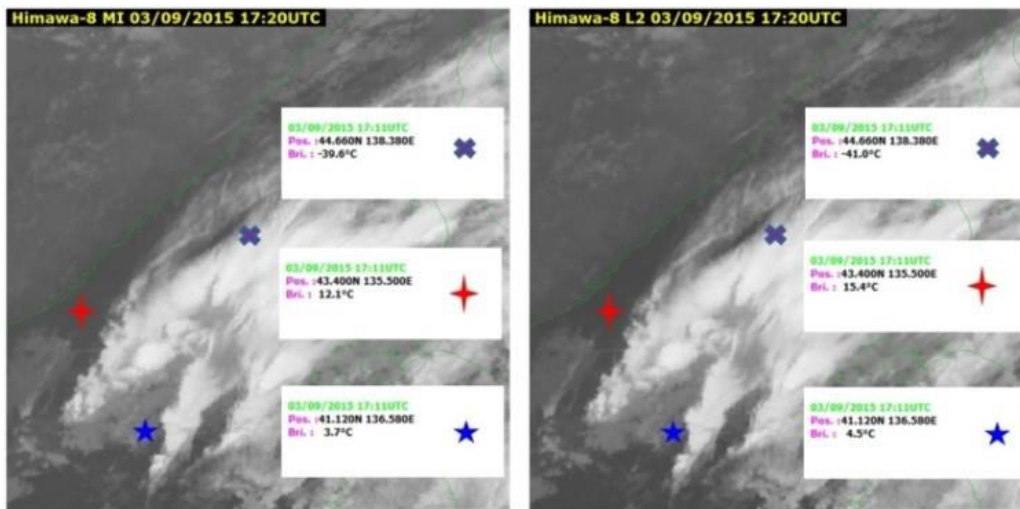 Himawa-8 MI 03/09/2015 17:20UTC
03/09/2015 17:11UTC
Pos. :44.660N 138.380E
Bri. : -39.6°C
03/09/2015 17:11UTC
Pos. :43.400N 135.500E
Bri. : 12.1°C
03/09/2015 17:11UTC
Pos. :41.120N 136.580E
Bri. : 3.7°C
Himawa-8 L2 03/09/2015 17:20UTC
03/09/2015 17:11UTC
Pos. :44.660N 138.380E
Bri. : -41.0°C
03/09/2015 17:11UTC
Pos. :43.400N 135.500E
Bri. : 15.4°C
03/09/2015 17:11UTC
Pos. :41.120N 136.580E
Bri. : 4.5°C